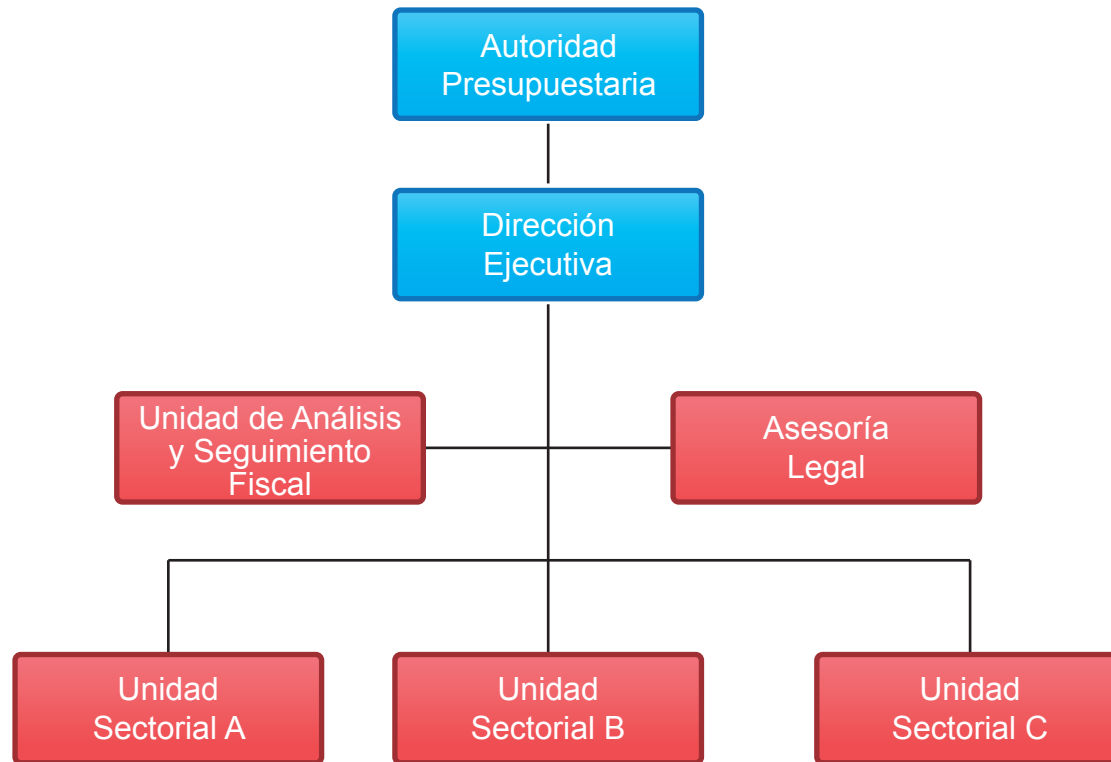 Autoridad
Presupuestaria
Dirección
Ejecutiva
Unidad de Análisis
y Seguimiento
Fiscal
Asesoría
Legal
Unidad
Sectorial A
Unidad
Sectorial B
Unidad
Sectorial C